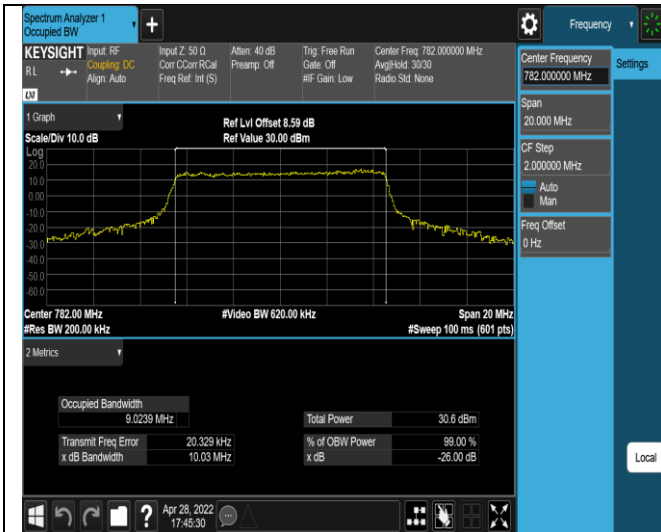 Spectrum Analyzer 1
Occupied BW
+
Frequency
KEYSIGHT
R L
LXI
Input: RF
Coupling: DC
Align: Auto
Input Z: 50 Ω
Corr CCorr RCal
Freq Ref: Int (S)
Atten: 40 dB
Preamp: Off
Trig: Free Run
Gate: Off
#IF Gain: Low
Center Freq: 782.000000 MHz
Avg|Hold: 30/30
Radio Std: None
Center Frequency
782.000000 MHz
Settings
Span
20.000 MHz
CF Step
2.000000 MHz
Auto
Man
Freq Offset
0 Hz
1 Graph
Scale/Div 10.0 dB
Ref Lvl Offset 8.59 dB
Ref Value 30.00 dBm
Log
20.0
10.0
0.00
-10.0
-20.0
-30.0
-40.0
-50.0
-60.0
Center 782.00 MHz
#Video BW 620.00 kHz
Span 20 MHz
#Res BW 200.00 kHz
#Sweep 100 ms (601 pts)
2 Metrics
Occupied Bandwidth
9.0239 MHz
Total Power 30.6 dBm
Transmit Freq Error 20.329 kHz
% of OBW Power 99.00 %
x dB Bandwidth 10.03 MHz
x dB -26.00 dB
Local
?
Apr 28, 2022
17:45:30